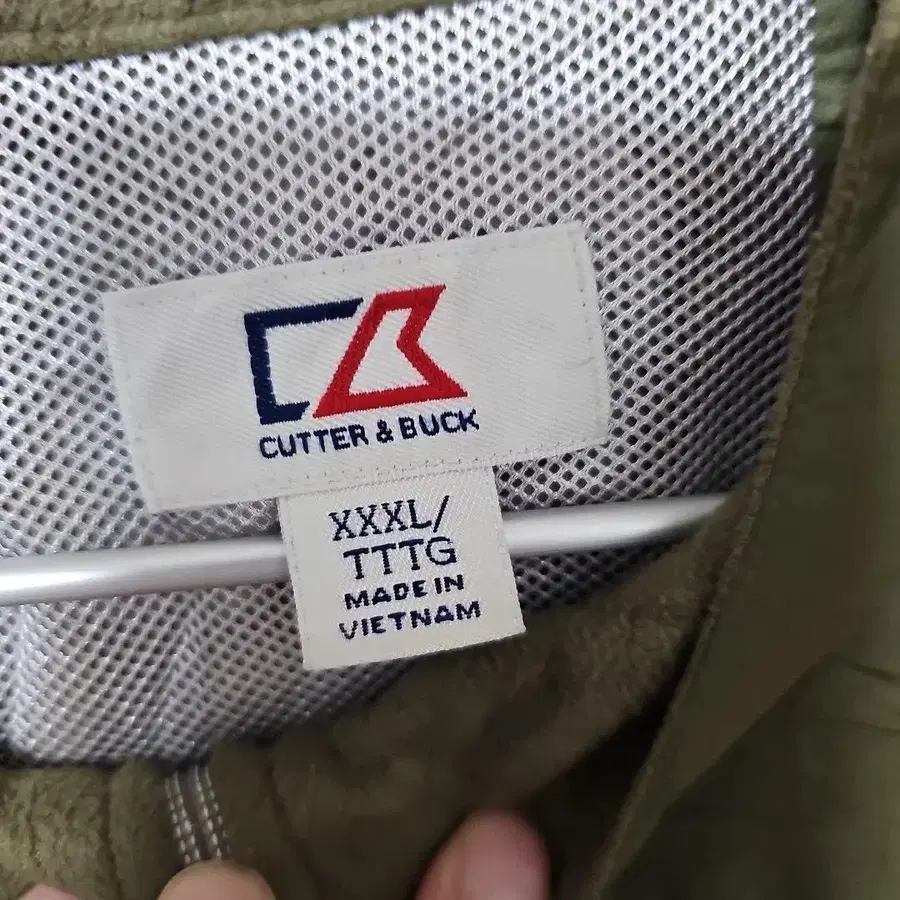 CUTTER & BUCK
XXXL/
TTTG
MADE IN
VIETNAM